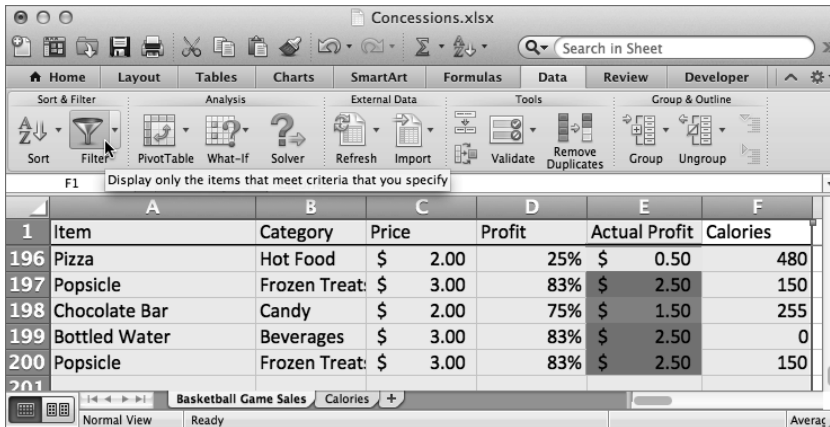 Concessions.xlsx
Search in Sheet
Home Layout Tables Charts SmartArt Formulas Data Review Developer
Sort & Filter Analysis External Data Tools Group & Outline
Sort Filter PivotTable What-If Solver Refresh Import Validate Remove Duplicates Group Ungroup
F1 Display only the items that meet criteria that you specify
A B C D E F
1 Item Category Price Profit Actual Profit Calories
196 Pizza Hot Food $ 2.00 25% $ 0.50 480
197 Popsicle Frozen Treats $ 3.00 83% $ 2.50 150
198 Chocolate Bar Candy $ 2.00 75% $ 1.50 255
199 Bottled Water Beverages $ 3.00 83% $ 2.50 0
200 Popsicle Frozen Treats $ 3.00 83% $ 2.50 150
201
Basketball Game Sales Calories +
Normal View Ready Averag